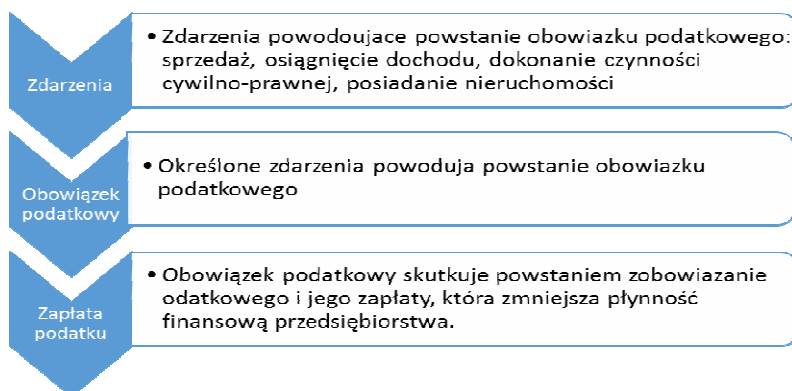 Zdarzenia
• Zdarzenia powodoujace powstanie obowiazku podatkowego:
sprzedaż, osiągnięcie dochodu, dokonanie czynności
cywilno-prawnej, posiadanie nieruchomości
Obowiązek
podatkowy
• Określone zdarzenia powoduja powstanie obowiazku
podatkowego
Zapłata
podatku
• Obowiązek podatkowy skutkuje powstaniem zobowiazanie
odatkowego i jego zapłaty, która zmniejsza płynność
finansową przedsiębiorstwa.